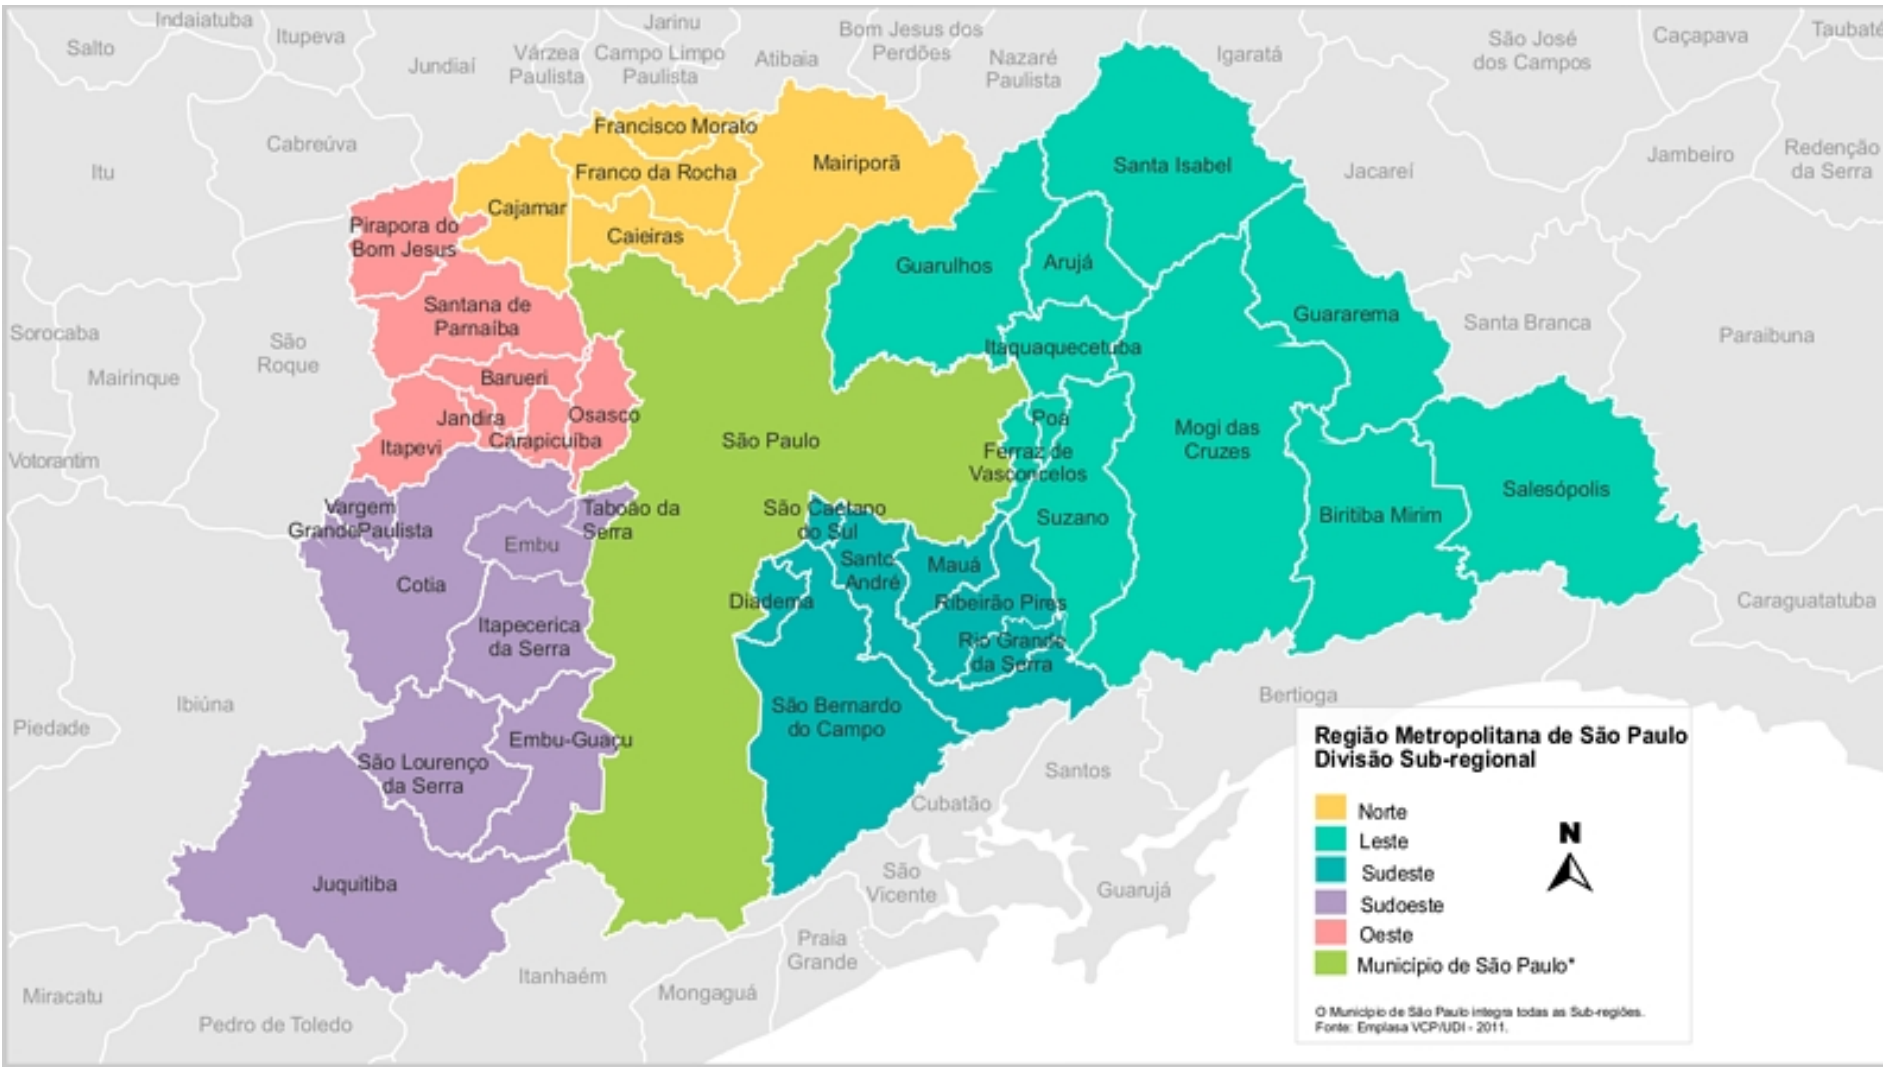 Indaiatuba
Jarinu
Salto
Itupeva
Jundiaí
Várzea
Paulista
Campo Limpo
Paulista
Atibaia
Bom Jesus dos
Perdões
Nazaré
Paulista
Igaratá
São José
dos Campos
Caçapava
Taubaté
Itu
Cabreúva
Francisco Morato
Franco da Rocha
Mairiporã
Santa Isabel
Jacareí
Jambeiro
Redenção
da Serra
Cajamar
Caieiras
Pirapora do
Bom Jesus
Guarulhos
Arujá
Santana de
Parnaíba
Guararema
Santa Branca
Paraibuna
Sorocaba
Mairinque
São
Roque
Itaquaquecetuba
Barueri
Jandira
Osasco
Carapicuíba
Itapevi
São Paulo
Poá
Ferraz de
Vasconcelos
Mogi das
Cruzes
Votorantim
Vargem
Grande Paulista
Taboão da
Serra
Embu
São Caetano
do Sul
Suzano
Biritiba Mirim
Salesópolis
Cotia
Santo
André
Mauá
Diadema
Ribeirão Pires
Rio Grande
da Serra
Itapecerica
da Serra
Caraguatatuba
Ibiúna
Piedade
São Bernardo
do Campo
Bertioga
Embu-Guaçu
São Lourenço
da Serra
Santos
Cubatão
Juquitiba
São
Vicente
Guarujá
Praia
Grande
Itanhaém
Mongaguá
Miracatu
Pedro de Toledo
Região Metropolitana de São Paulo
Divisão Sub-regional
Norte
Leste
Sudeste
Sudoeste
Oeste
Município de São Paulo*
N
O Município de São Paulo integra todas as Sub-regiões.
Fonte: Emplasa VCP/UDI - 2011.